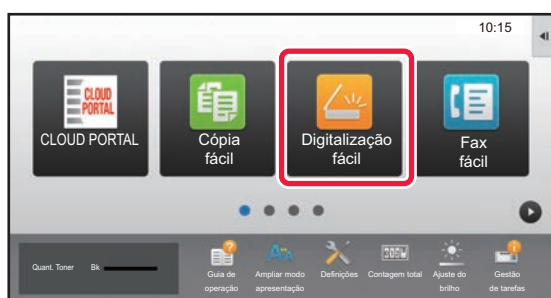 10:15
CLOUD
PORTAL
CLOUD PORTAL
Cópia
fácil
Digitalização
fácil
Fax
fácil
Quant. Toner Bk
Guia de
operação
Ampliar modo
apresentação
Definições
Contagem total
Ajuste do
brilho
Gestão
de tarefas